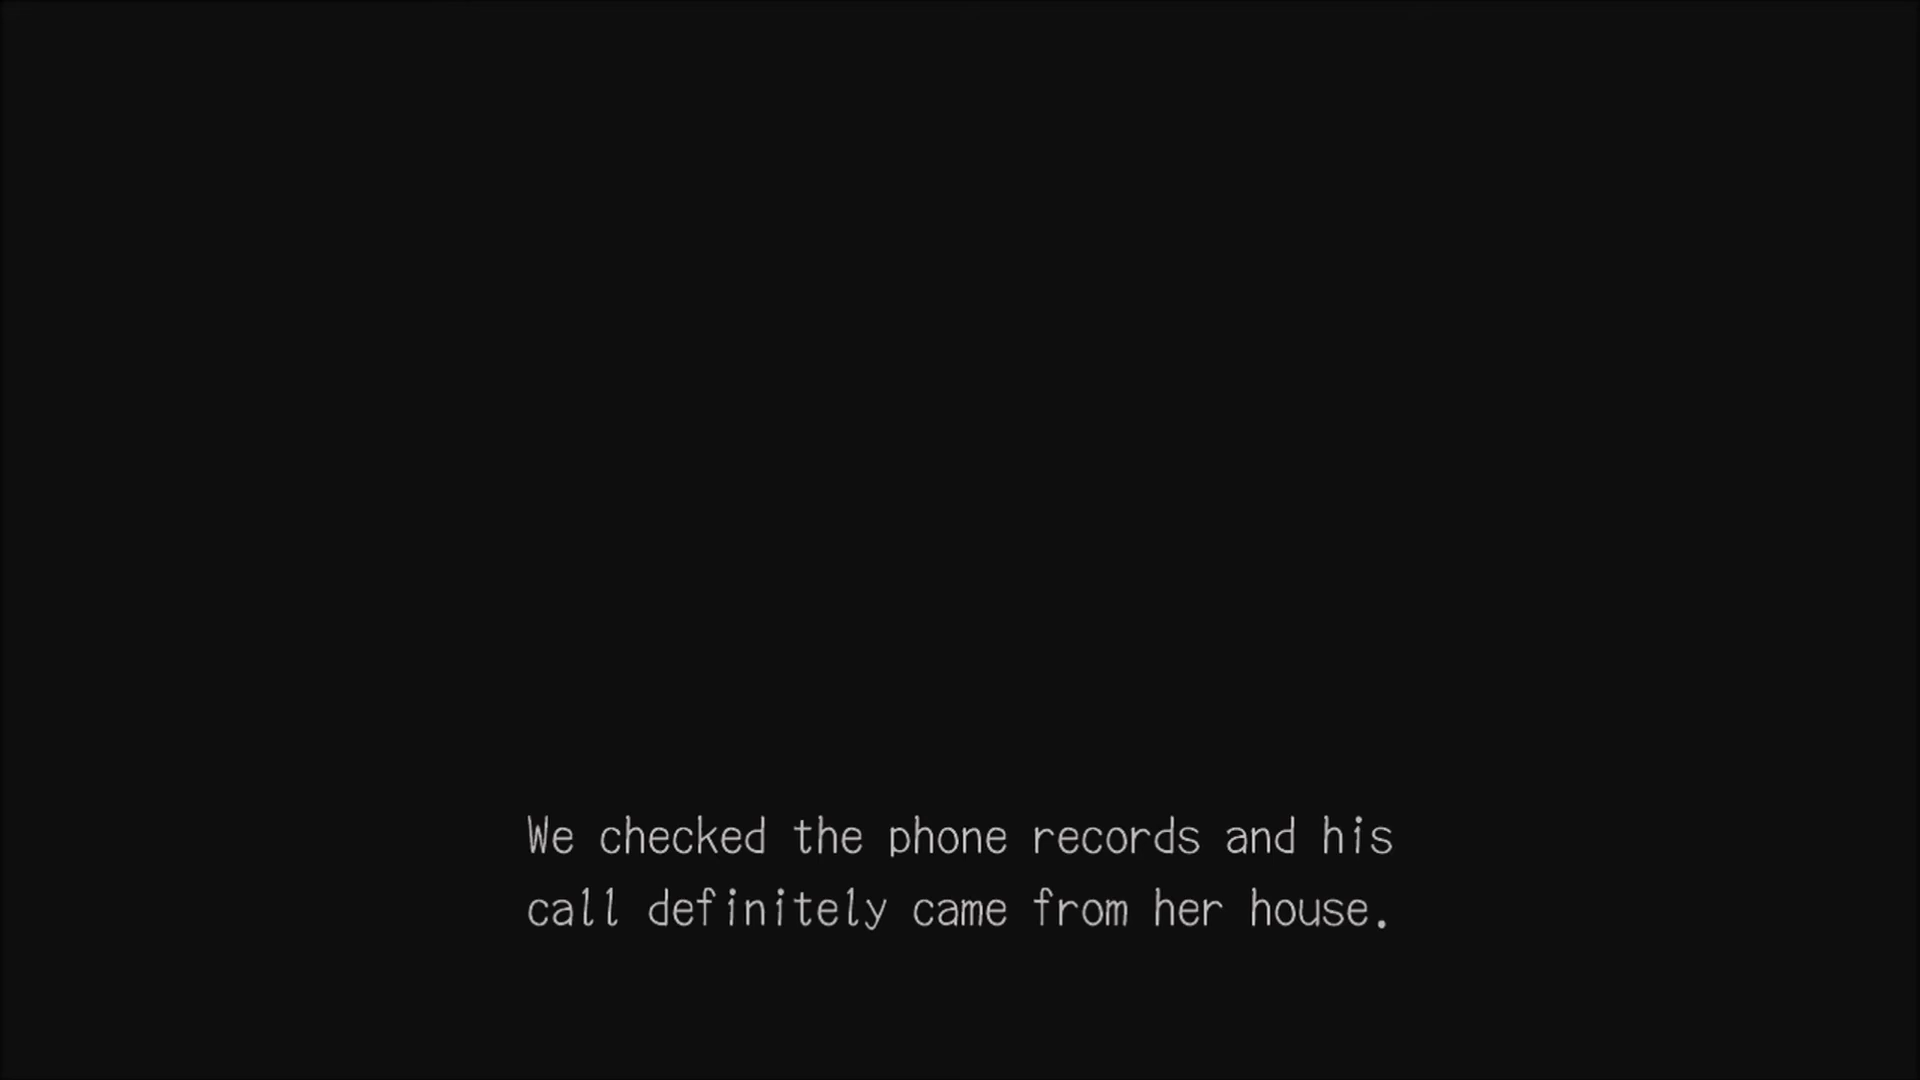 We checked the phone records and his
call definitely came from her house.